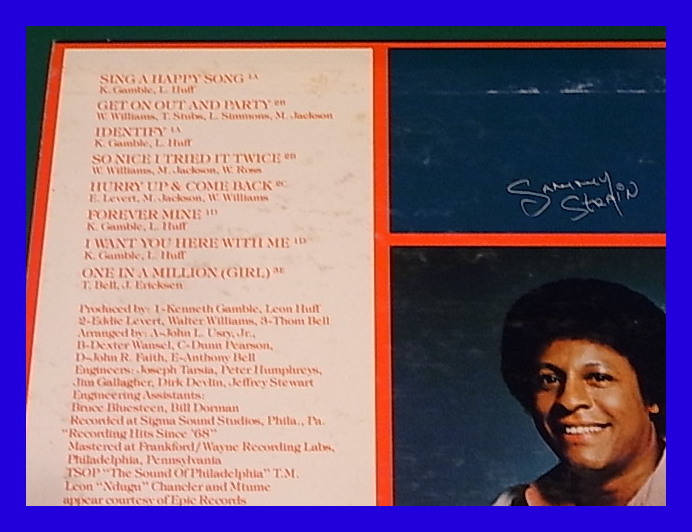 SING A HAPPY SONG 1A
K. Gamble, L. Huff
GET ON OUT AND PARTY 2B
W. Williams, T. Stubs, L. Simmons, M. Jackson
IDENTIFY 1A
K. Gamble, L. Huff
SO NICE I TRIED IT TWICE 2B
W. Williams, M. Jackson, W. Ross
HURRY UP & COME BACK 2C
E. Levert, M. Jackson, W. Williams
FOREVER MINE 1D
K. Gamble, L. Huff
I WANT YOU HERE WITH ME 1D
K. Gamble, L. Huff
ONE IN A MILLION (GIRL) 3E
T. Bell, J. Ericksen
Produced by: 1-Kenneth Gamble, Leon Huff
2-Eddie Levert, Walter Williams, 3-Thom Bell
Arranged by: A-John L. Usry, Jr.,
B-Dexter Wansel, C-Dunn Pearson,
D-John R. Faith, E-Anthony Bell
Engineers: Joseph Tarsia, Peter Humphreys,
Jim Gallagher, Dirk Devlin, Jeffrey Stewart
Engineering Assistants:
Bruce Bluesteen, Bill Dorman
Recorded at Sigma Sound Studios, Phila., Pa.
"Recording Hits Since '68"
Mastered at Frankford/Wayne Recording Labs,
Philadelphia, Pennsylvania
TSOP "The Sound Of Philadelphia" T.M.
Leon "Ndugu" Chancler and Mtume
appear courtesy of Epic Records
Sammy
Strain